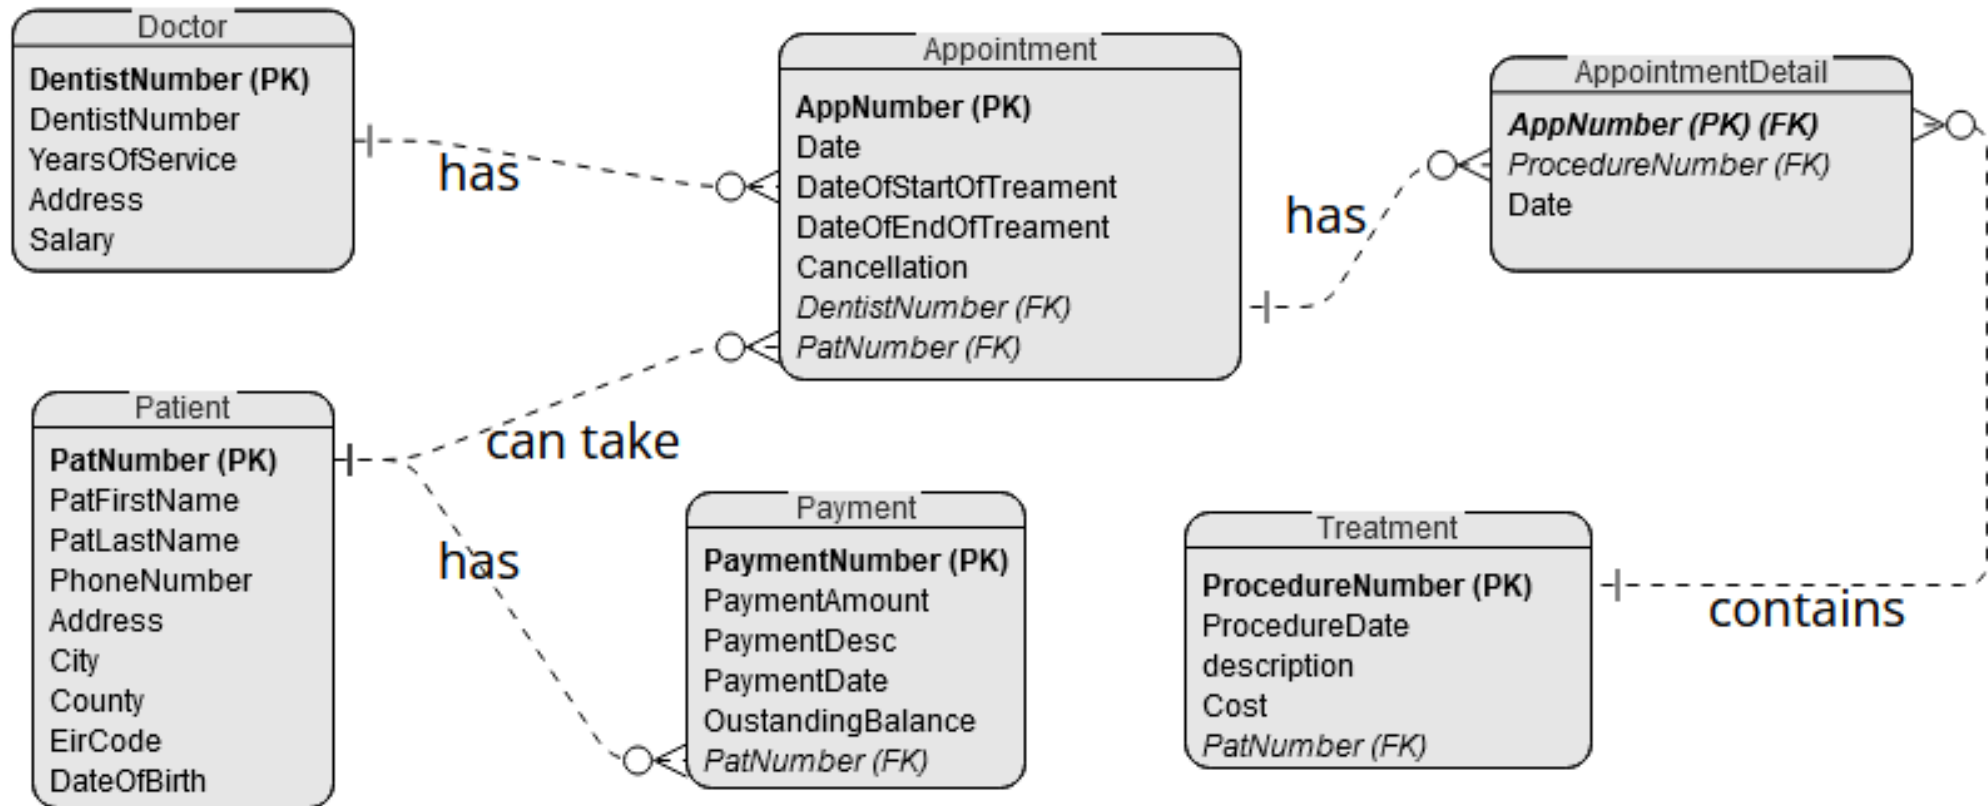 Doctor
DentistNumber (PK)
DentistNumber
YearsOfService
Address
Salary
has
Appointment
AppNumber (PK)
Date
DateOfStartOfTreament
DateOfEndOfTreament
Cancellation
DentistNumber (FK)
PatNumber (FK)
has
AppointmentDetail
AppNumber (PK) (FK)
ProcedureNumber (FK)
Date
Patient
PatNumber (PK)
PatFirstName
PatLastName
PhoneNumber
Address
City
County
EirCode
DateOfBirth
can take
has
Payment
PaymentNumber (PK)
PaymentAmount
PaymentDesc
PaymentDate
OustandingBalance
PatNumber (FK)
Treatment
ProcedureNumber (PK)
ProcedureDate
description
Cost
PatNumber (FK)
contains